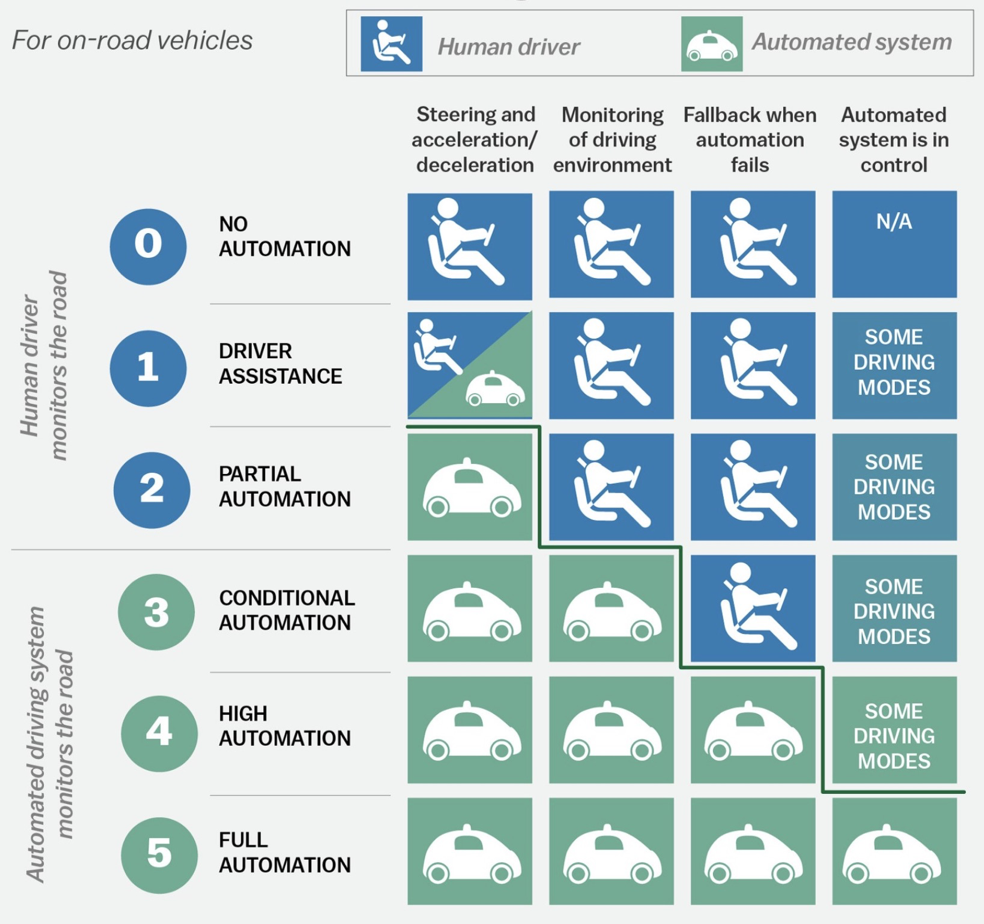 For on-road vehicles
Human driver
Automated system
Steering and
acceleration/
deceleration
Monitoring
of driving
environment
Fallback when
automation
fails
Automated
system is in
control
Human driver
monitors the road
0
NO
AUTOMATION
N/A
1
DRIVER
ASSISTANCE
SOME
DRIVING
MODES
2
PARTIAL
AUTOMATION
SOME
DRIVING
MODES
Automated driving system
monitors the road
3
CONDITIONAL
AUTOMATION
SOME
DRIVING
MODES
4
HIGH
AUTOMATION
SOME
DRIVING
MODES
5
FULL
AUTOMATION